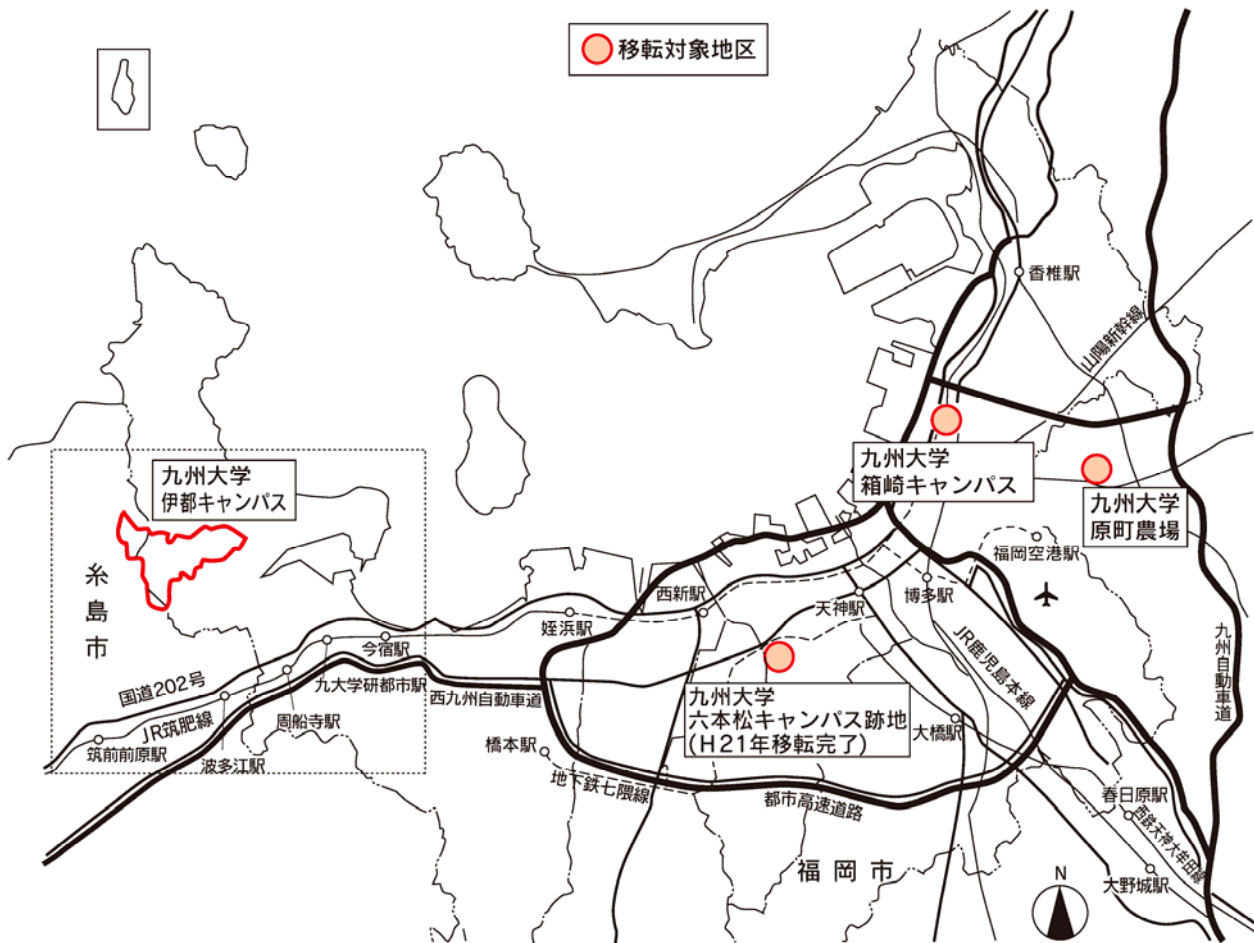 移転対象地区
香椎駅
山陽新幹線
九州大学
箱崎キャンパス
九州大学
原町農場
九州大学
伊都キャンパス
糸島市
福岡空港駅
西新駅
天神駅
博多駅
姪浜駅
今宿駅
九大学研都市駅
国道202号
JR筑肥線
周船寺駅
筑前前原駅
波多江駅
西九州自動車道
九州大学
六本松キャンパス跡地
(H21年移転完了)
JR鹿児島本線
九州自動車道
橋本駅
大橋駅
地下鉄七隈線
都市高速道路
春日原駅
西鉄天神大牟田線
福岡市
大野城駅
N